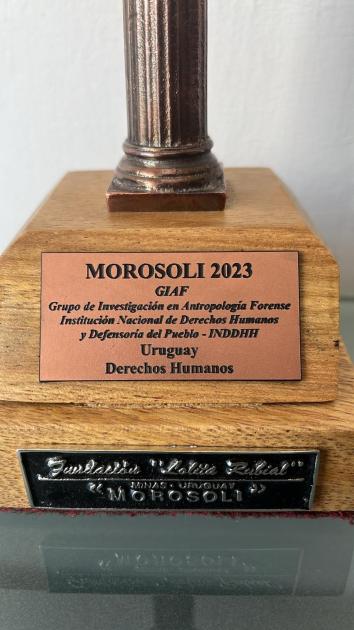 MOROSOLI 2023
GIAF
Grupo de Investigación en Antropología Forense
Institución Nacional de Derechos Humanos
y Defensoría del Pueblo - INDDHH
Uruguay
Derechos Humanos
Fundación "Lolita Rubial"
MINAS - URUGUAY
"MOROSOLI"